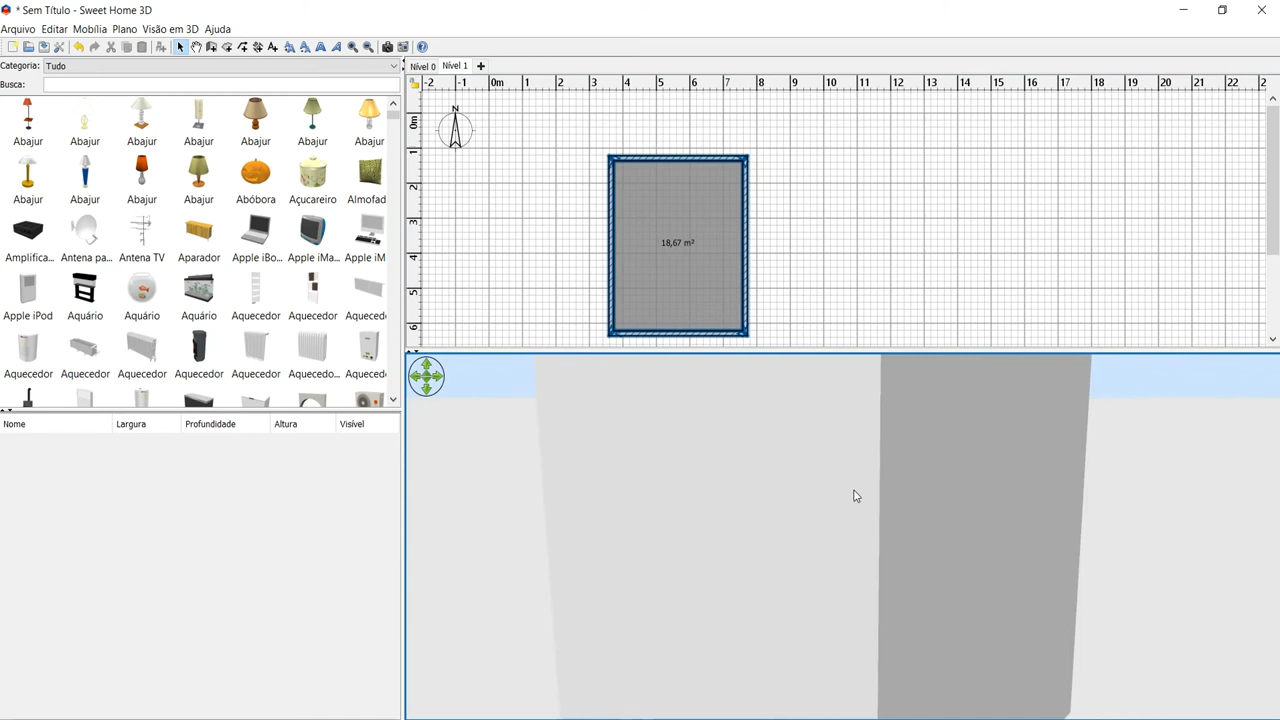 * Sem Título - Sweet Home 3D
Arquivo Editar Mobília Plano Visão em 3D Ajuda
Categoria: Tudo
Busca:
Nível 0 Nível 1
-2 -1 0m 1 2 3 4 5 6 7 8 9 10 11 12 13 14 15 16 17 18 19 20 21 22 23
0m
1
2
3
4
5
6
N
18,67 m²
Abajur Abajur Abajur Abajur Abajur Abajur Abajur
Abajur Abajur Abajur Abajur Abóbora Açucareiro Almofad
Amplifica... Antena pa... Antena TV Aparador Apple iBo... Apple iMa... Apple iM
Apple iPod Aquário Aquário Aquário Aquecedor Aquecedor Aquecedor
Aquecedor Aquecedor Aquecedor Aquecedor Aquecedor Aquecedo... Aquecedor
Nome Largura Profundidade Altura Visível